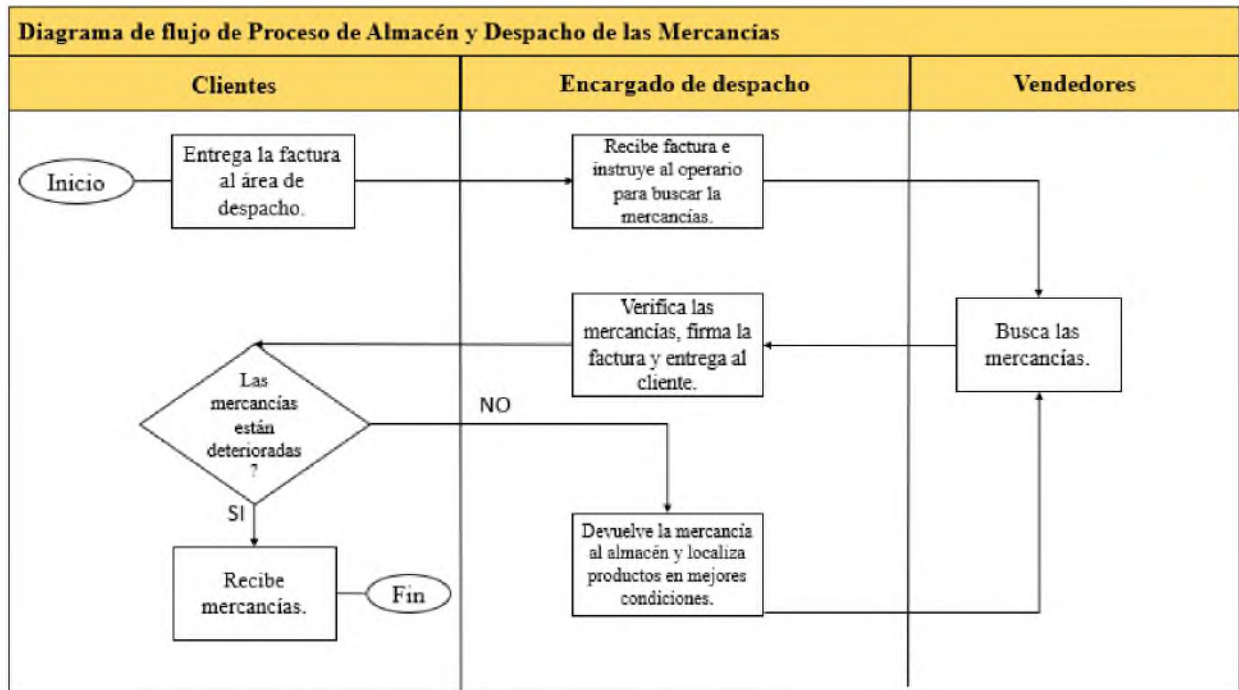 Diagrama de flujo de Proceso de Almacén y Despacho de las Mercancías
Clientes
Encargado de despacho
Vendedores
Inicio
Entrega la factura
al área de
despacho.
Recibe factura e
instruye al operario
para buscar la
mercancías.
Busca las
mercancías.
Verifica las
mercancías, firma la
factura y entrega al
cliente.
Las
mercancías
están
deterioradas
?
NO
SI
Devuelve la mercancía
al almacén y localiza
productos en mejores
condiciones.
Recibe
mercancías.
Fin